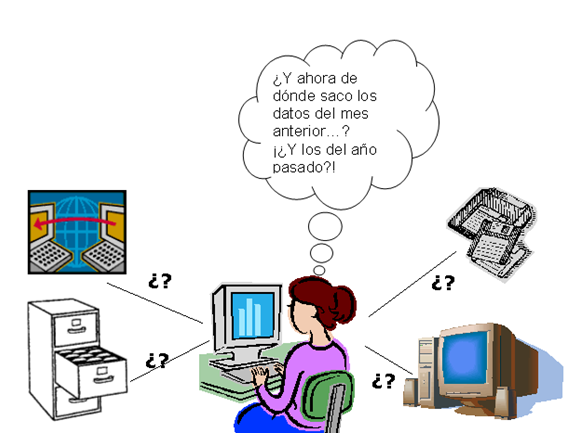 ¿Y ahora de
dónde saco los
datos del mes
anterior…?
¡¿Y los del año
pasado?!
¿?
¿?
¿?
¿?